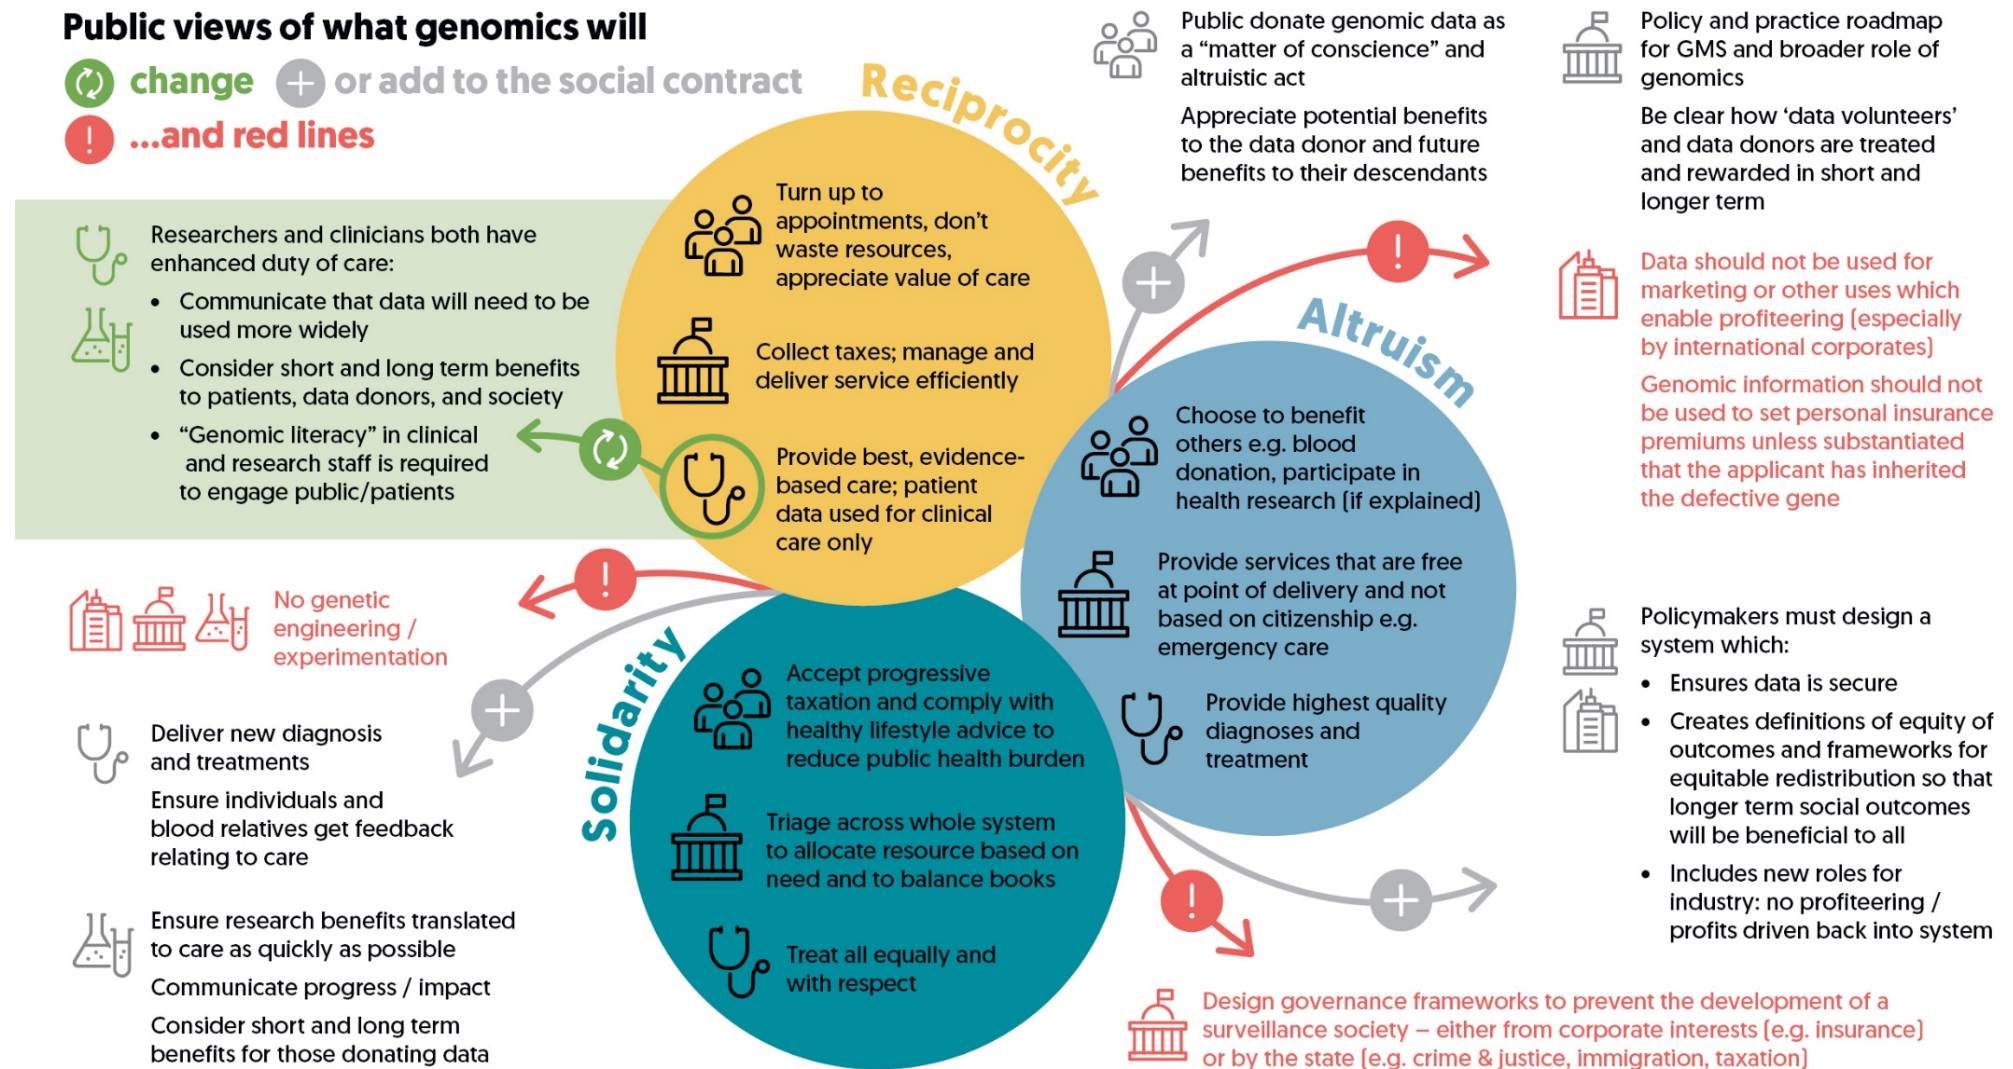 Public views of what genomics will
change + or add to the social contract
! ...and red lines
Reciprocity
Turn up to
appointments, don't
waste resources,
appreciate value of care
Collect taxes; manage and
deliver service efficiently
Provide best, evidence-
based care; patient
data used for clinical
care only
Researchers and clinicians both have
enhanced duty of care:
• Communicate that data will need to be
used more widely
• Consider short and long term benefits
to patients, data donors, and society
• “Genomic literacy” in clinical
and research staff is required
to engage public/patients
Public donate genomic data as
a “matter of conscience” and
altruistic act
Appreciate potential benefits
to the data donor and future
benefits to their descendants
Policy and practice roadmap
for GMS and broader role of
genomics
Be clear how ‘data volunteers’
and data donors are treated
and rewarded in short and
longer term
+
!
Data should not be used for
marketing or other uses which
enable profiteering (especially
by international corporates)
Genomic information should not
be used to set personal insurance
premiums unless substantiated
that the applicant has inherited
the defective gene
Altruism
Choose to benefit
others e.g. blood
donation, participate in
health research (if explained)
Provide services that are free
at point of delivery and not
based on citizenship e.g.
emergency care
Provide highest quality
diagnoses and
treatment
!
No genetic
engineering /
experimentation
+
Deliver new diagnosis
and treatments
Ensure individuals and
blood relatives get feedback
relating to care
Ensure research benefits translated
to care as quickly as possible
Communicate progress / impact
Consider short and long term
benefits for those donating data
Solidarity
Accept progressive
taxation and comply with
healthy lifestyle advice to
reduce public health burden
Triage across whole system
to allocate resource based on
need and to balance books
Treat all equally and
with respect
Policymakers must design a
system which:
• Ensures data is secure
• Creates definitions of equity of
outcomes and frameworks for
equitable redistribution so that
longer term social outcomes
will be beneficial to all
• Includes new roles for
industry: no profiteering /
profits driven back into system
!
+
Design governance frameworks to prevent the development of a
surveillance society – either from corporate interests (e.g. insurance)
or by the state (e.g. crime & justice, immigration, taxation)